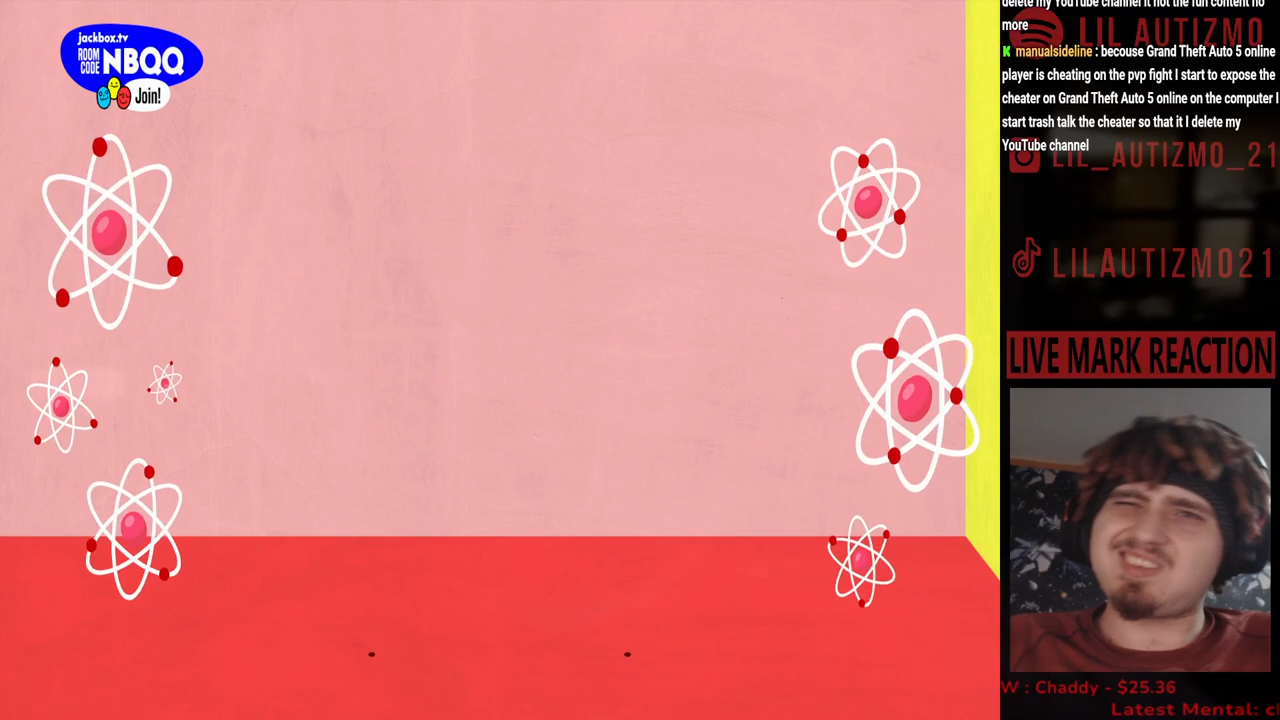 jackbox.tv
ROOM CODE NBQQ
Join!
delete my YouTube channel it not the fun content no
more
manualsideline : becouse Grand Theft Auto 5 online
player is cheating on the pvp fight I start to expose the
cheater on Grand Theft Auto 5 online on the computer I
start trash talk the cheater so that it I delete my
YouTube channel
LIL AUTIZMO
LIL_AUTIZMO_21
LILAUTIZMO21
LIVE MARK REACTION
W : Chaddy - $25.36
Latest Mental: